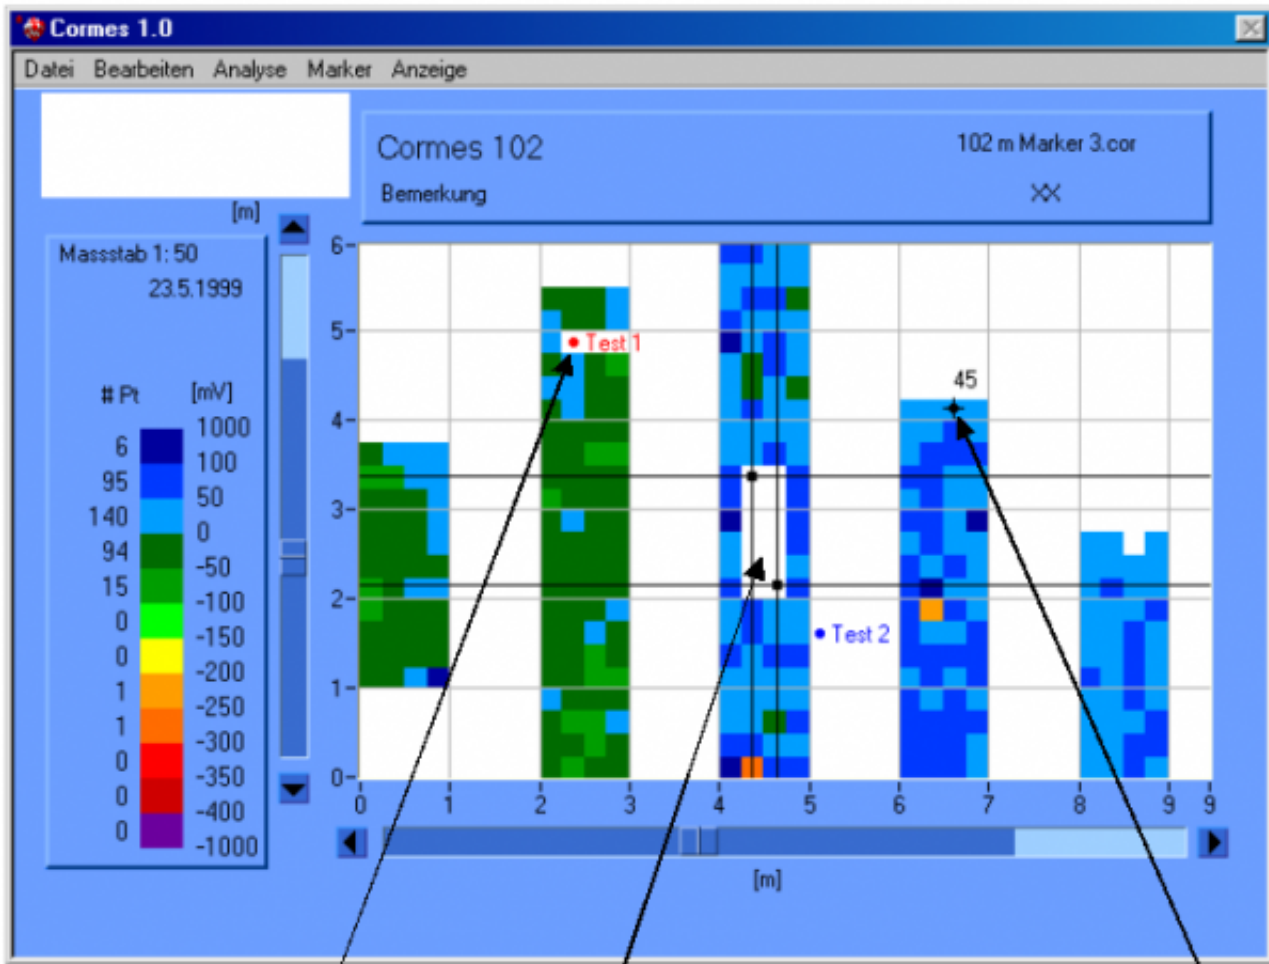 Cormes 1.0
Datei Bearbeiten Analyse Marker Anzeige
Cormes 102
102 m Marker 3.cor
Bemerkung
XX
[m]
Massstab 1: 50
23.5.1999
# Pt [mV]
1000
6
100
95
50
140
0
94
-50
15
-100
0
-150
0
-200
1
-250
1
-300
0
-350
0
-400
0
-1000
6
5
4
3
2
1
0
Test 1
45
Test 2
0 1 2 3 4 5 6 7 8 9 9
[m]